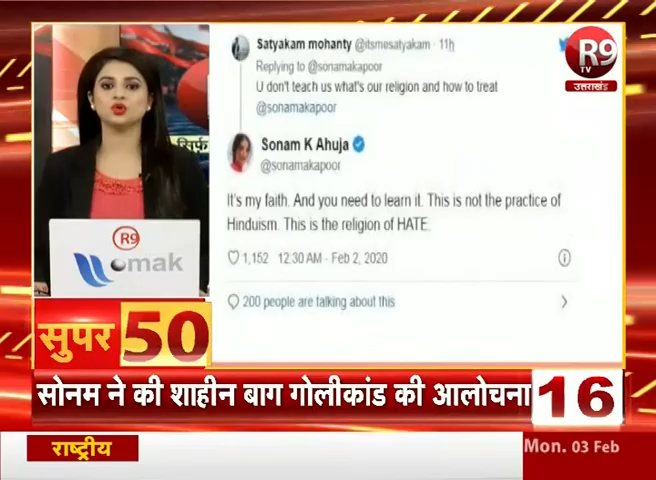 Satyakam mohanty @itsmesatyakam · 11h
Replying to @sonamakapoor
U don't teach us what's our religion and how to treat
@sonamakapoor
Sonam K Ahuja
@sonamakapoor
It's my faith. And you need to learn it. This is not the practice of
Hinduism. This is the religion of HATE.
1,152 12:30 AM - Feb 2, 2020
200 people are talking about this
R9
TV
उत्तराखंड
सिर्फ
R9
omak
सुपर 50
सोनम ने की शाहीन बाग गोलीकांड की आलोचना 16
राष्ट्रीय
Mon. 03 Feb